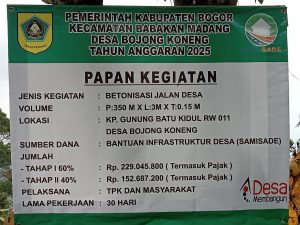 PEMERINTAH KABUPATEN BOGOR
KECAMATAN BABAKAN MADANG
DESA BOJONG KONENG
TAHUN ANGGARAN 2025
SADE
PAPAN KEGIATAN
JENIS KEGIATAN : BETONISASI JALAN DESA
VOLUME : P:350 M X L:3M X T:0.15 M
LOKASI : KP. GUNUNG BATU KIDUL RW 011
DESA BOJONG KONENG
SUMBER DANA : BANTUAN INFRASTRUKTUR DESA (SAMISADE)
JUMLAH
- TAHAP I 60% : Rp. 229.045.800 ( Termasuk Pajak )
- TAHAP II 40% : Rp. 152.687.200 ( Termasuk Pajak )
PELAKSANA : TPK DAN MASYARAKAT
LAMA PEKERJAAN : 30 HARI
Desa
Membangun